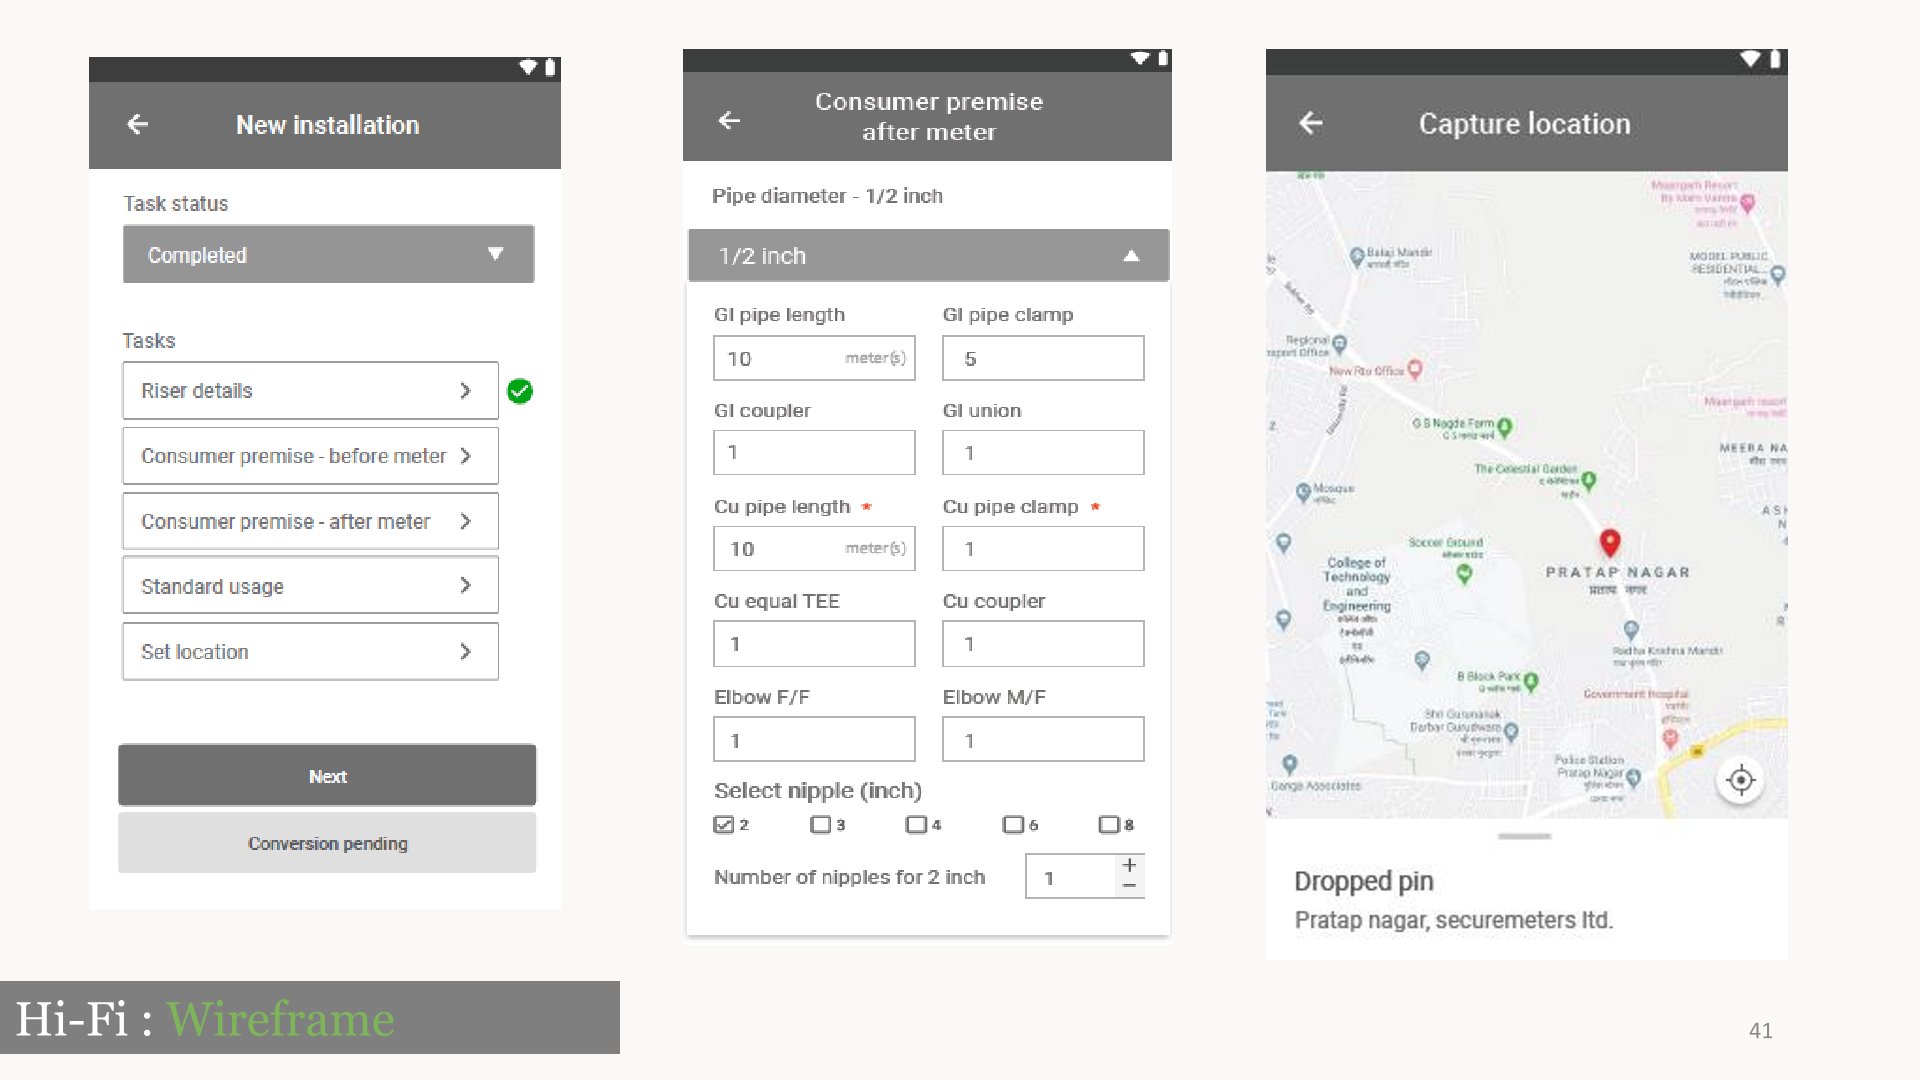 New installation
Task status
Completed
Tasks
Riser details
Consumer premise - before meter
Consumer premise - after meter
Standard usage
Set location
Next
Conversion pending
Consumer premise
after meter
Pipe diameter - 1/2 inch
1/2 inch
GI pipe length
GI pipe clamp
10 meter(s)
5
GI coupler
GI union
1
1
Cu pipe length *
Cu pipe clamp *
10 meter(s)
1
Cu equal TEE
Cu coupler
1
1
Elbow F/F
Elbow M/F
1
1
Select nipple (inch)
2 3 4 6 8
Number of nipples for 2 inch
1 + −
Capture location
Balaji Mandir
MODEL PUBLIC
RESIDENTIAL...
Regional
Office
New Rto Office
University Rd
G S Nagda Farm
MEERA NA
The Celestial Garden
Mosque
Soccer Ground
College of
Technology
and
Engineering
PRATAP NAGAR
प्रताप नगर
Radha Krishna Mandir
B Block Park
Government Hospital
Shri Gurunanak
Darbar Gurudwara
Police Station
Pratap Nagar
Ganga Associates
Dropped pin
Pratap nagar, securemeters ltd.
Hi-Fi : Wireframe
41